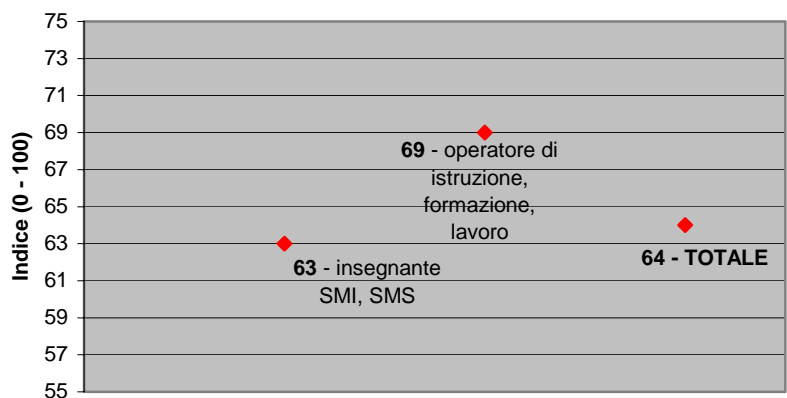 Indice (0 - 100)
75
73
71
69
67
65
63
61
59
57
55
69 - operatore di
istruzione,
formazione,
lavoro
63 - insegnante
SMI, SMS
64 - TOTALE